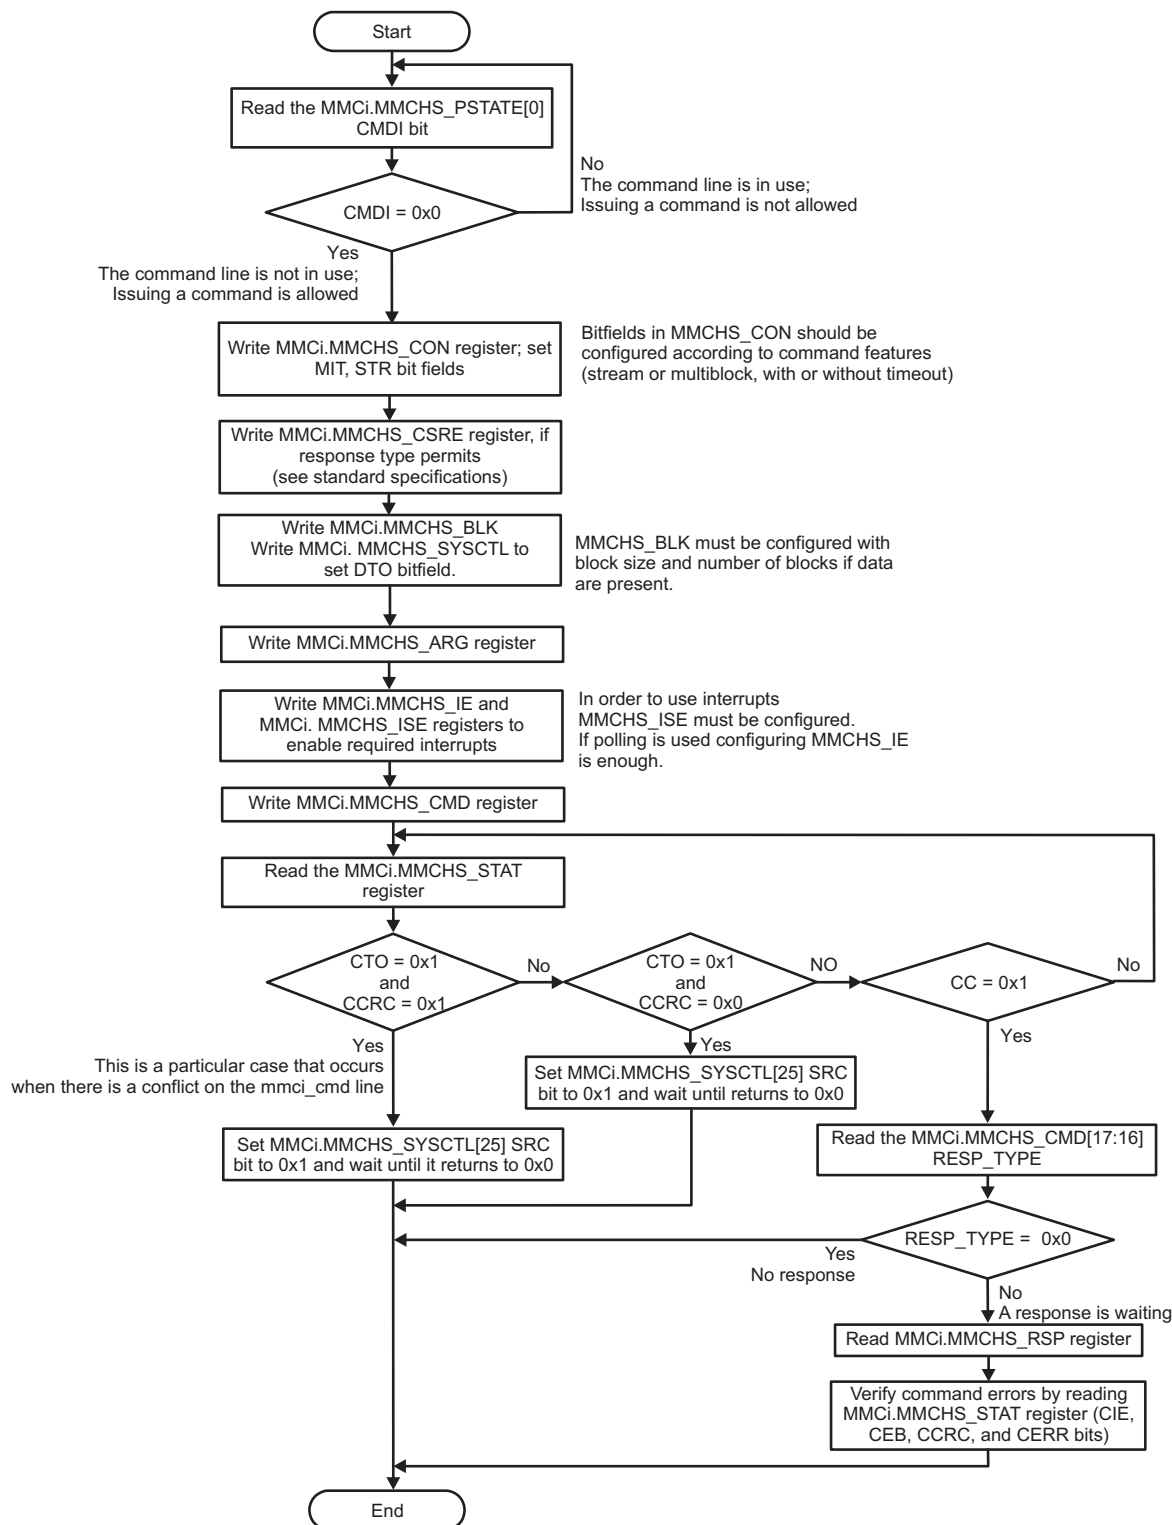 Start
Read the MMCi.MMCHS_PSTATE[0]
CMDI bit
No
The command line is in use;
Issuing a command is not allowed
CMDI = 0x0
Yes
The command line is not in use;
Issuing a command is allowed
Write MMCi.MMCHS_CON register; set
MIT, STR bit fields
Bitfields in MMCHS_CON should be
configured according to command features
(stream or multiblock, with or without timeout)
Write MMCi.MMCHS_CSRE register, if
response type permits
(see standard specifications)
Write MMCi.MMCHS_BLK
Write MMCi. MMCHS_SYSCTL to
set DTO bitfield.
MMCHS_BLK must be configured with
block size and number of blocks if data
are present.
Write MMCi.MMCHS_ARG register
Write MMCi.MMCHS_IE and
MMCi. MMCHS_ISE registers to
enable required interrupts
In order to use interrupts
MMCHS_ISE must be configured.
If polling is used configuring MMCHS_IE
is enough.
Write MMCi.MMCHS_CMD register
Read the MMCi.MMCHS_STAT
register
CTO = 0x1
and
CCRC = 0x1
No
CTO = 0x1
and
CCRC = 0x0
NO
CC = 0x1
No
Yes
This is a particular case that occurs
when there is a conflict on the mmci_cmd line
Yes
Yes
Set MMCi.MMCHS_SYSCTL[25] SRC
bit to 0x1 and wait until returns to 0x0
Set MMCi.MMCHS_SYSCTL[25] SRC
bit to 0x1 and wait until it returns to 0x0
Read the MMCi.MMCHS_CMD[17:16]
RESP_TYPE
RESP_TYPE = 0x0
Yes
No response
No
A response is waiting
Read MMCi.MMCHS_RSP register
Verify command errors by reading
MMCi.MMCHS_STAT register (CIE,
CEB, CCRC, and CERR bits)
End